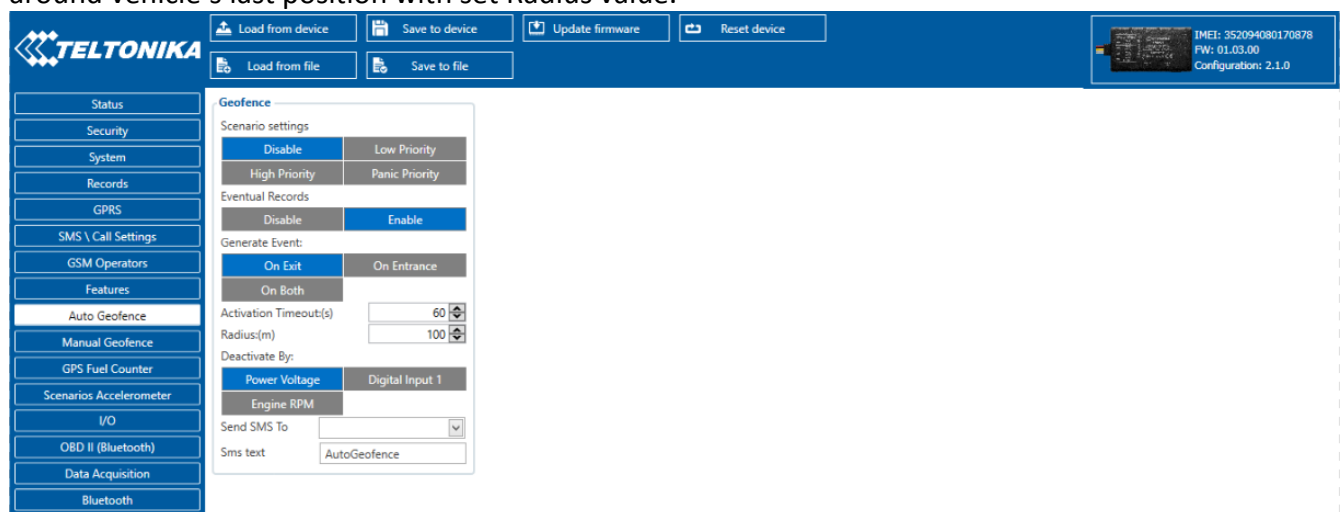 around vehicle's last position with set Radius value.
TELTONIKA
Load from device
Save to device
Update firmware
Reset device
Load from file
Save to file
IMEI: 352094080170878
FW: 01.03.00
Configuration: 2.1.0
Status
Security
System
Records
GPRS
SMS \ Call Settings
GSM Operators
Features
Auto Geofence
Manual Geofence
GPS Fuel Counter
Scenarios Accelerometer
I/O
OBD II (Bluetooth)
Data Acquisition
Bluetooth
Geofence
Scenario settings
Disable
Low Priority
High Priority
Panic Priority
Eventual Records
Disable
Enable
Generate Event:
On Exit
On Entrance
On Both
Activation Timeout:(s)
60
Radius:(m)
100
Deactivate By:
Power Voltage
Digital Input 1
Engine RPM
Send SMS To
Sms text
AutoGeofence